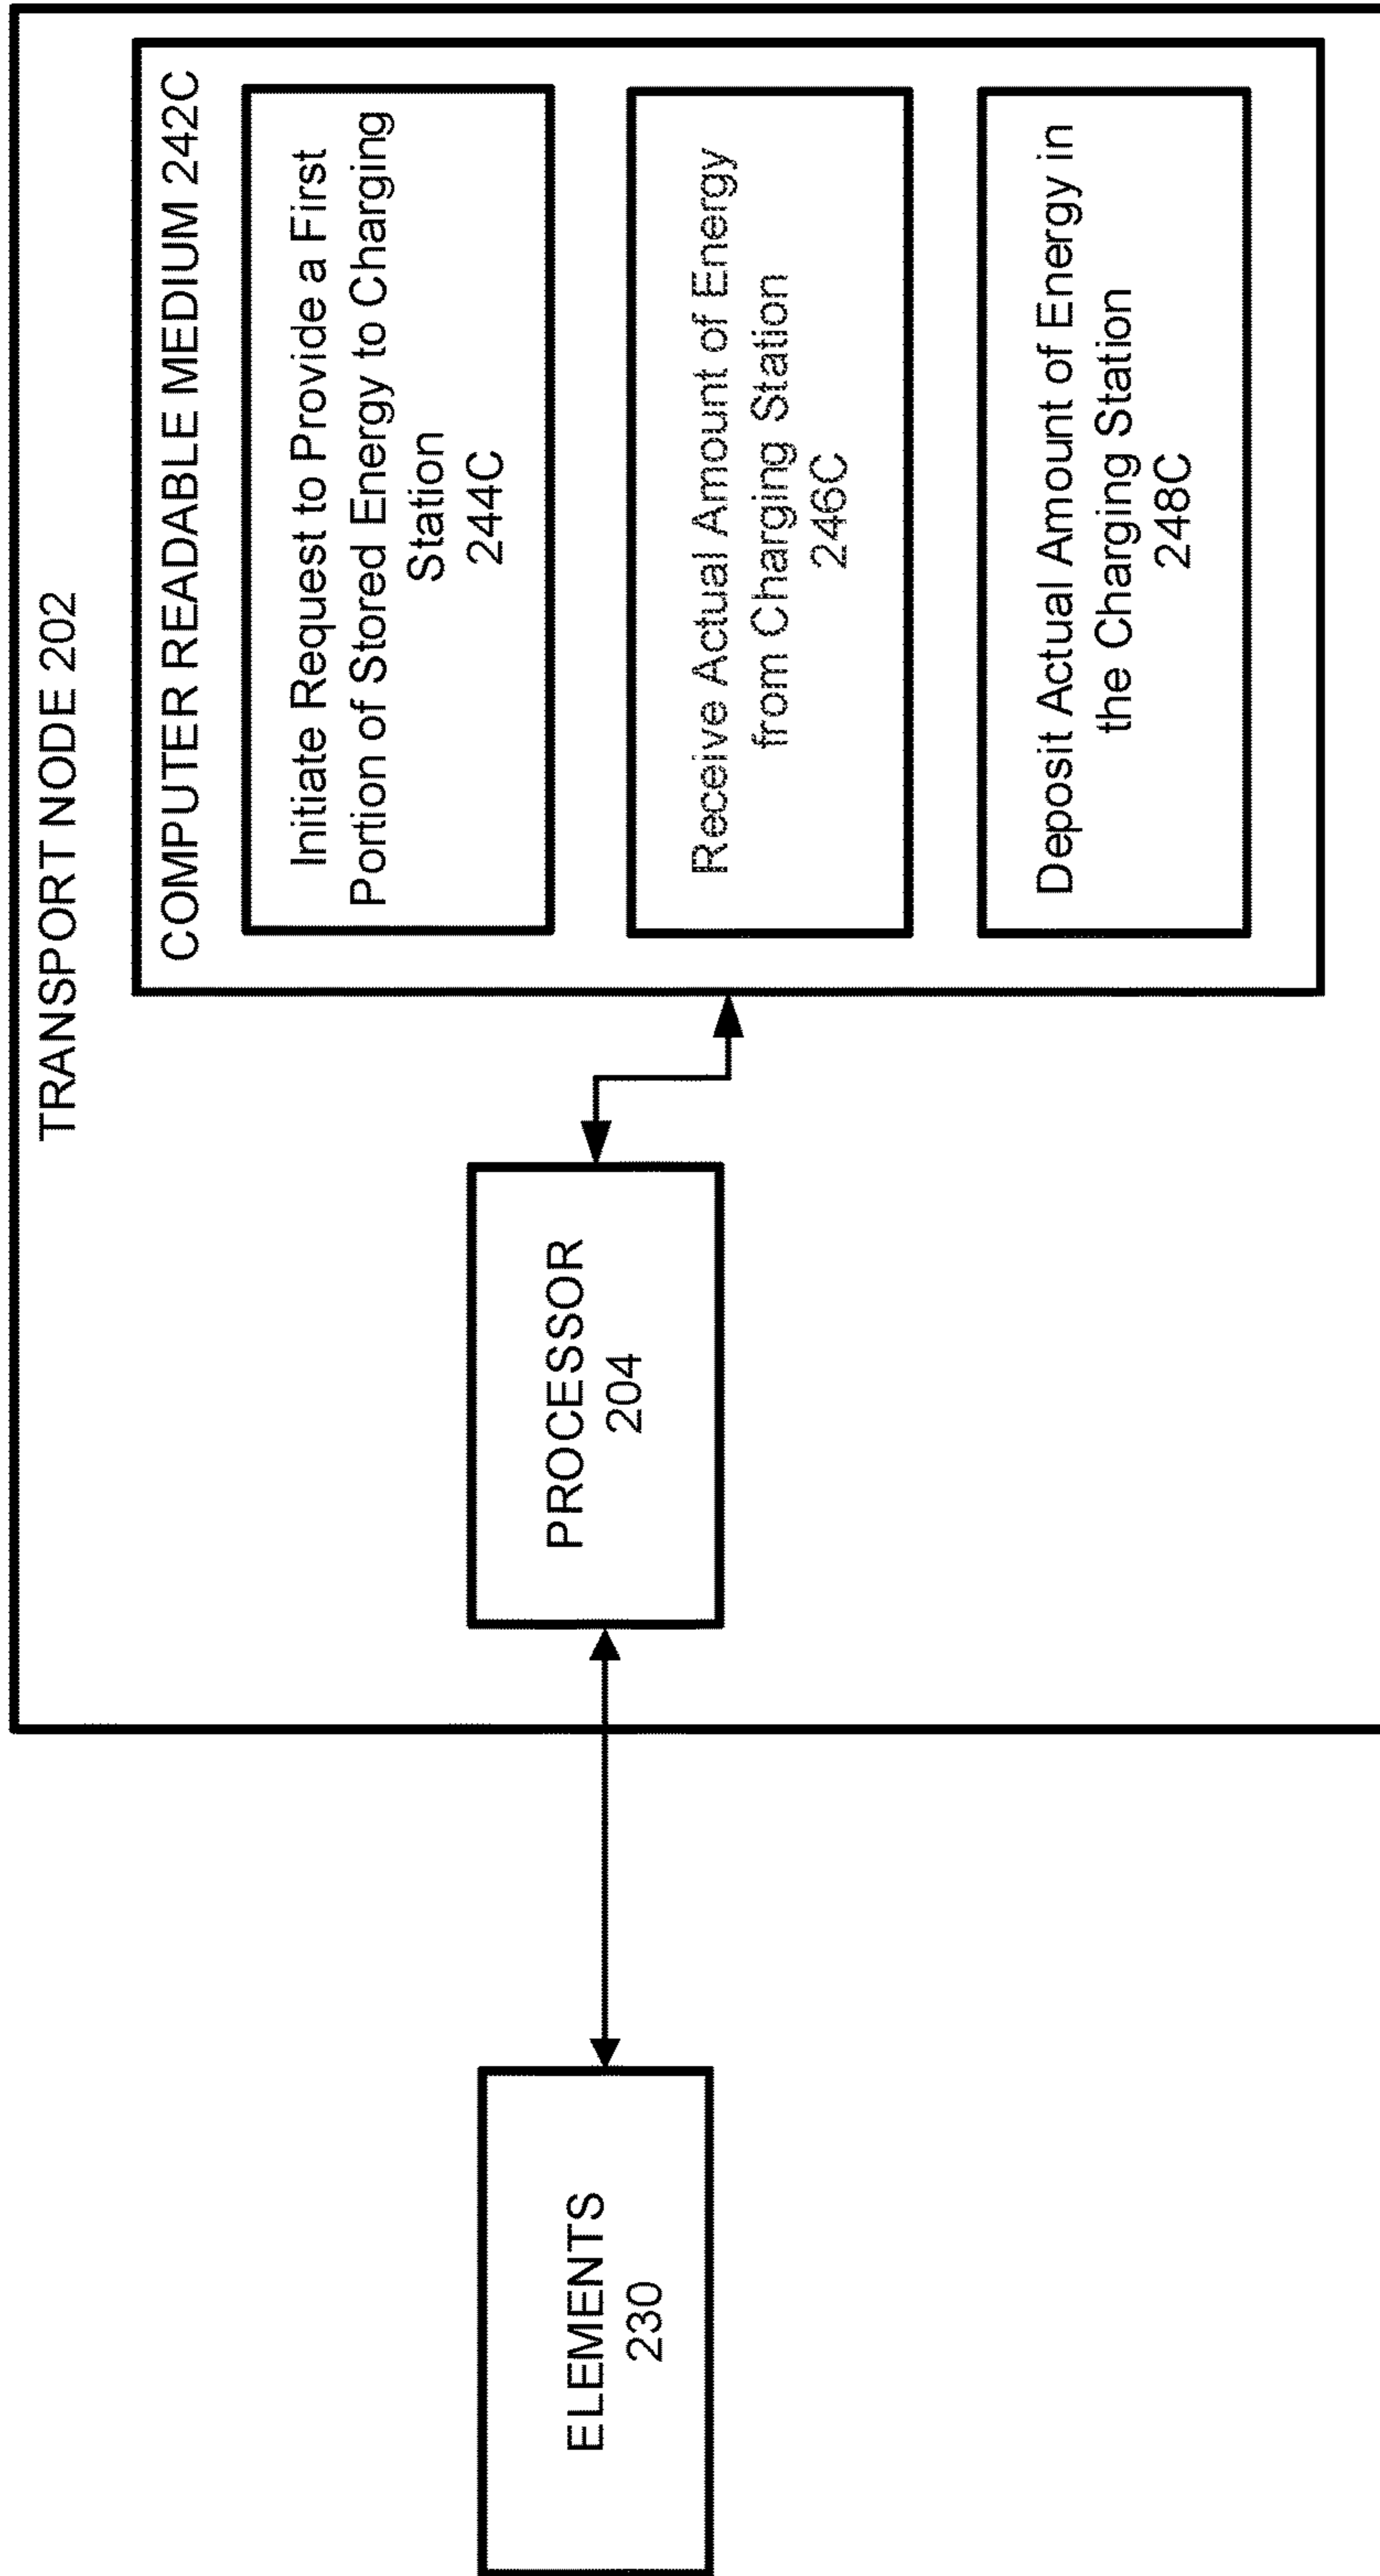 TRANSPORT NODE 202
COMPUTER READABLE MEDIUM 242C
Initiate Request to Provide a First
Portion of Stored Energy to Charging
Station
244C
Receive Actual Amount of Energy
from Charging Station
246C
Deposit Actual Amount of Energy in
the Charging Station
248C
PROCESSOR
204
ELEMENTS
230